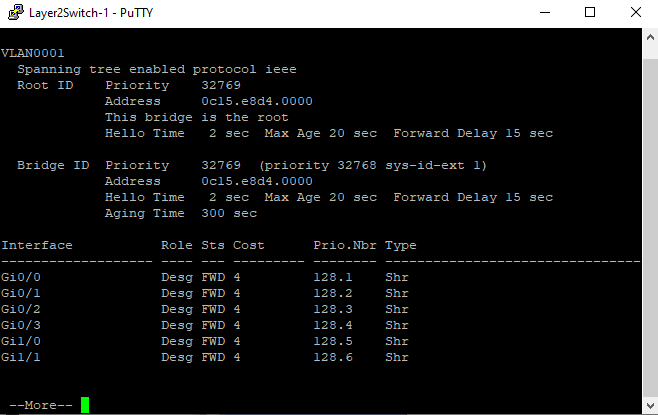 Layer2Switch-1 - PuTTY
VLAN0001
  Spanning tree enabled protocol ieee
  Root ID    Priority    32769
             Address     0c15.e8d4.0000
             This bridge is the root
             Hello Time   2 sec  Max Age 20 sec  Forward Delay 15 sec
  Bridge ID  Priority    32769  (priority 32768 sys-id-ext 1)
             Address     0c15.e8d4.0000
             Hello Time   2 sec  Max Age 20 sec  Forward Delay 15 sec
             Aging Time  300 sec
Interface           Role Sts Cost      Prio.Nbr Type
------------------- ---- --- --------- -------- --------------------------------
Gi0/0               Desg FWD 4         128.1    Shr
Gi0/1               Desg FWD 4         128.2    Shr
Gi0/2               Desg FWD 4         128.3    Shr
Gi0/3               Desg FWD 4         128.4    Shr
Gi1/0               Desg FWD 4         128.5    Shr
Gi1/1               Desg FWD 4         128.6    Shr
 --More--